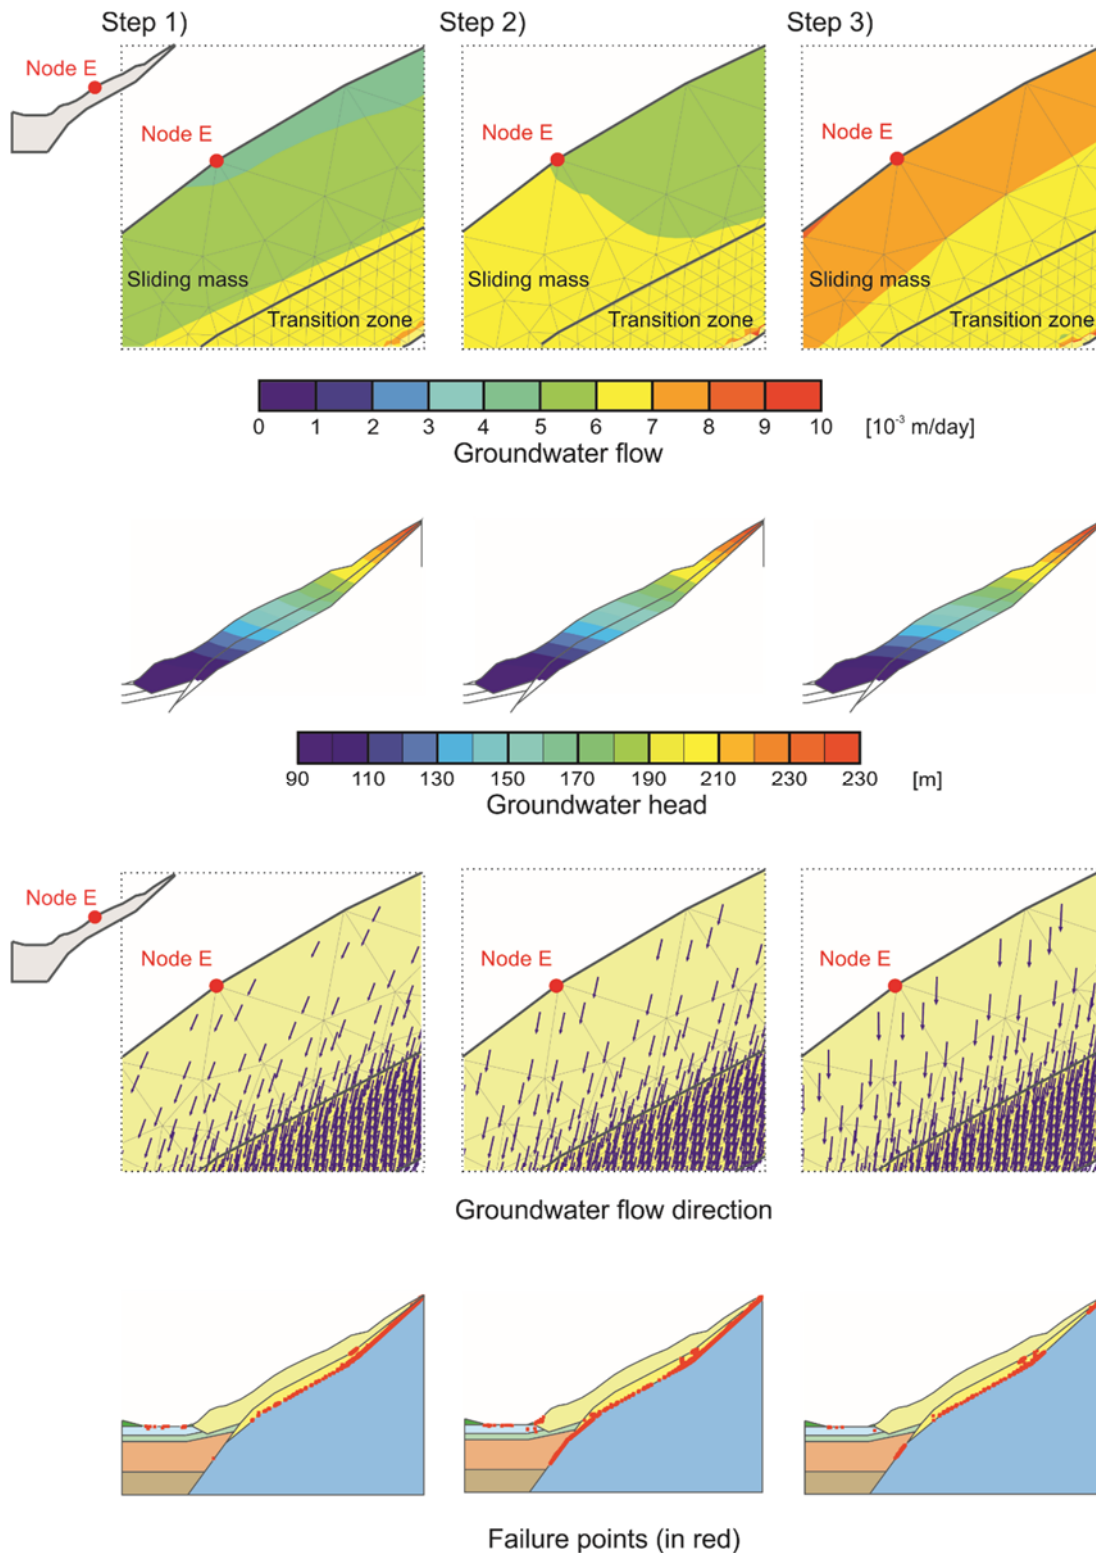 Step 1)
Step 2)
Step 3)
Node E
Node E
Node E
Node E
Sliding mass
Transition zone
Sliding mass
Transition zone
Sliding mass
Transition zone
0 1 2 3 4 5 6 7 8 9 10 [10⁻³ m/day]
Groundwater flow
90 110 130 150 170 190 210 230 230 [m]
Groundwater head
Node E
Node E
Node E
Node E
Groundwater flow direction
Failure points (in red)